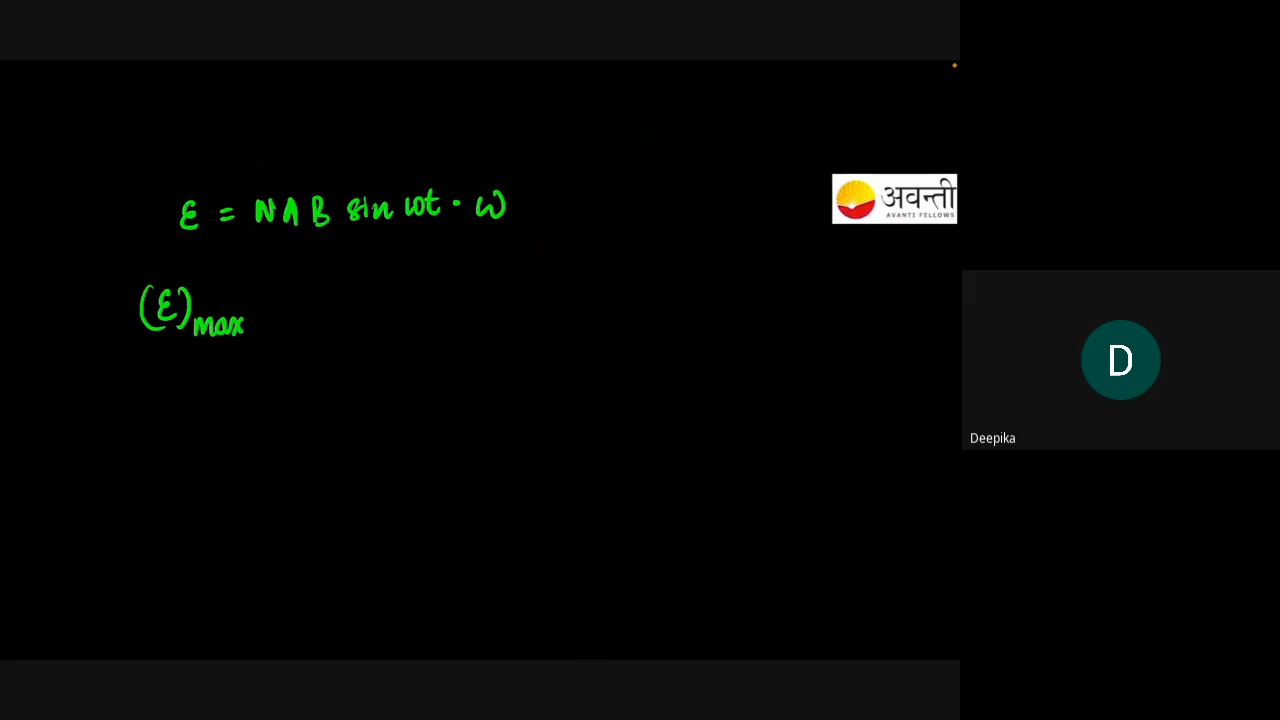 ε = NAB sin ωt · ω
अवन्ती
AVANTI FELLOWS
(ε)max
D
Deepika